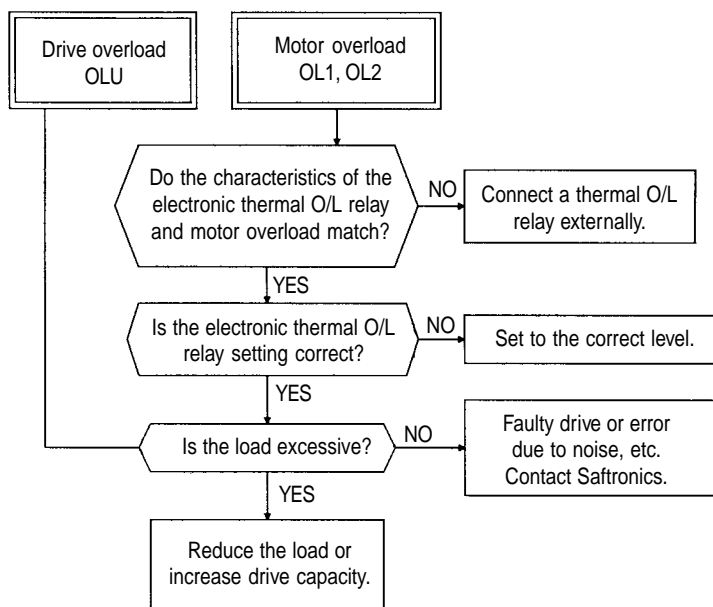 Drive overload
OLU
Motor overload
OL1, OL2
Do the characteristics of the
electronic thermal O/L relay
and motor overload match?
NO
Connect a thermal O/L
relay externally.
YES
Is the electronic thermal O/L
relay setting correct?
NO
Set to the correct level.
YES
Is the load excessive?
NO
Faulty drive or error
due to noise, etc.
Contact Saftronics.
YES
Reduce the load or
increase drive capacity.